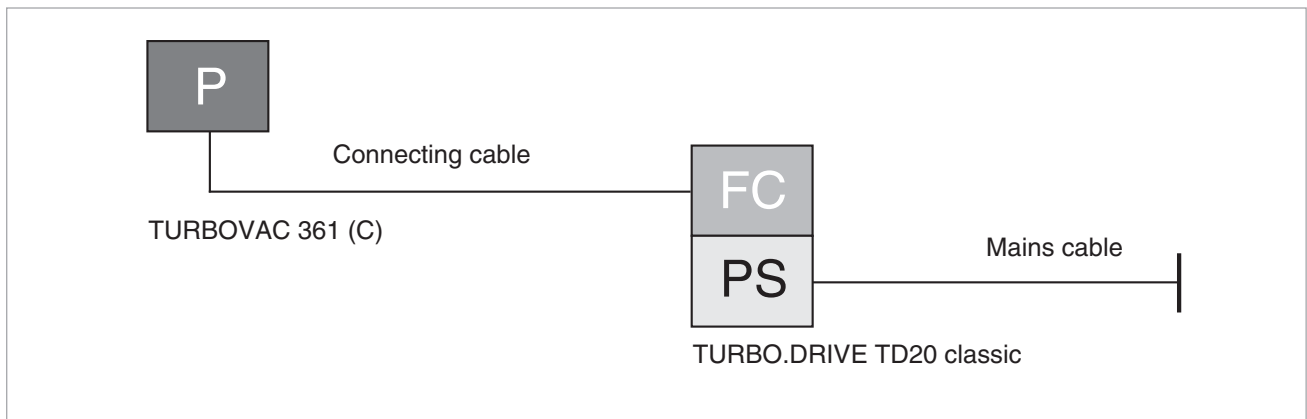 P
Connecting cable
FC
TURBOVAC 361 (C)
Mains cable
PS
TURBO.DRIVE TD20 classic